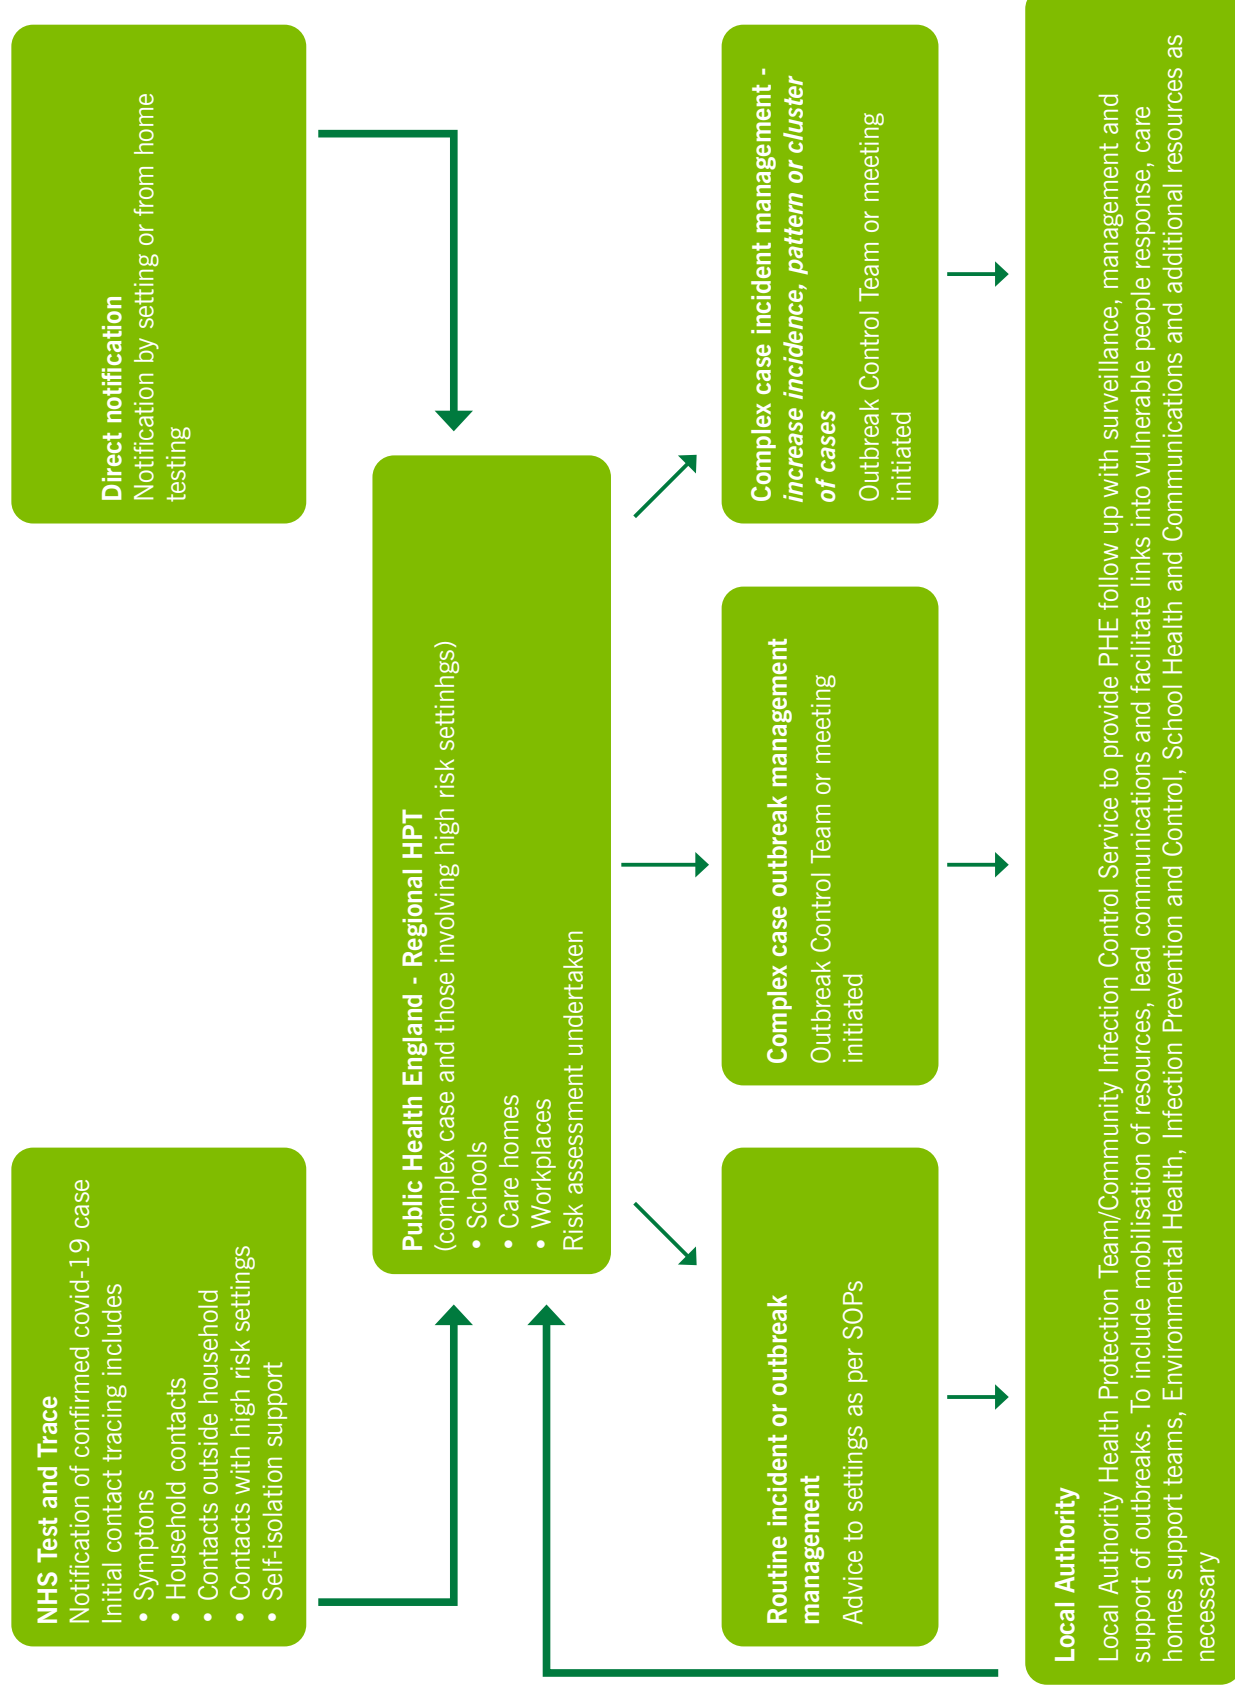 NHS Test and Trace
Notification of confirmed covid-19 case
Initial contact tracing includes
• Symptons
• Household contacts
• Contacts outside household
• Contacts with high risk settings
• Self-isolation support
Direct notification
Notification by setting or from home
testing
Public Health England - Regional HPT
(complex case and those involving high risk settinhgs)
• Schools
• Care homes
• Workplaces
Risk assessment undertaken
Routine incident or outbreak
management
Advice to settings as per SOPs
Complex case outbreak management
Outbreak Control Team or meeting
initiated
Complex case incident management -
increase incidence, pattern or cluster
of cases
Outbreak Control Team or meeting
initiated
Local Authority
Local Authority Health Protection Team/Community Infection Control Service to provide PHE follow up with surveillance, management and
support of outbreaks. To include mobilisation of resources, lead communications and facilitate links into vulnerable people response, care
homes support teams, Environmental Health, Infection Prevention and Control, School Health and Communications and additional resources as
necessary